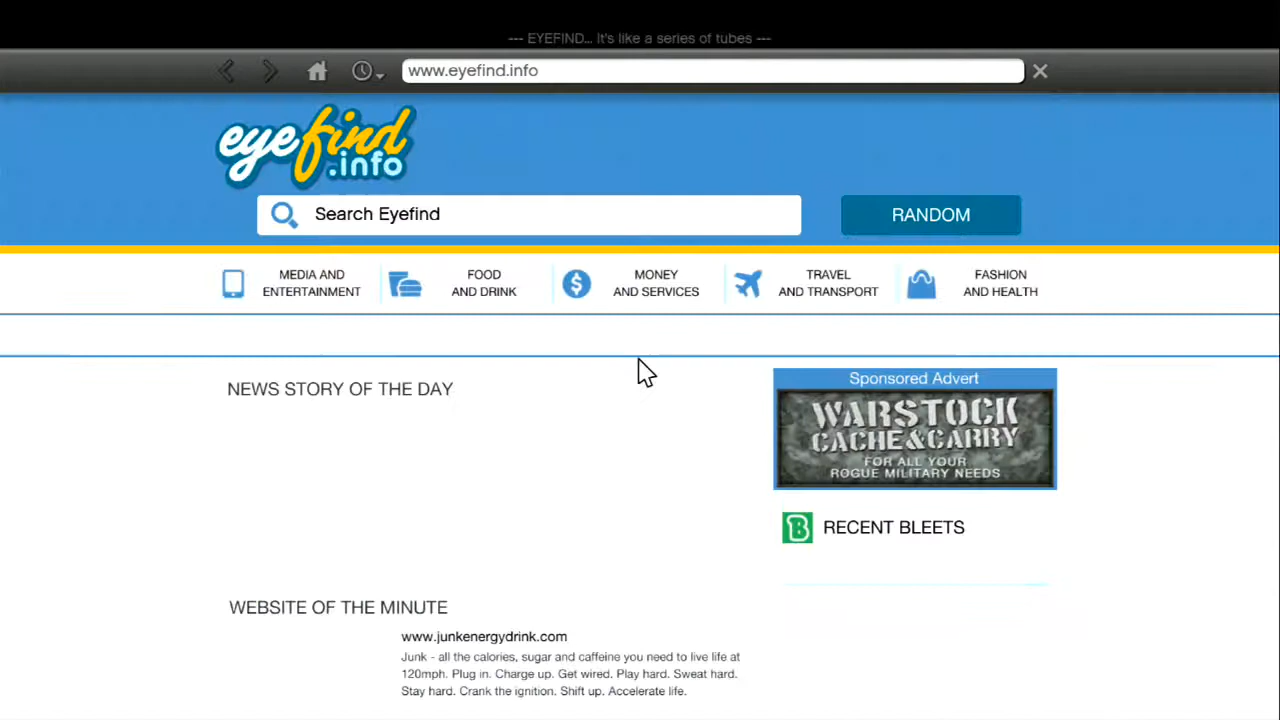 --- EYEFIND... It's like a series of tubes ---
www.eyefind.info
eyefind
.info
Search Eyefind
RANDOM
MEDIA AND
ENTERTAINMENT
FOOD
AND DRINK
MONEY
AND SERVICES
TRAVEL
AND TRANSPORT
FASHION
AND HEALTH
NEWS STORY OF THE DAY
Sponsored Advert
WARSTOCK
CACHE&CARRY
FOR ALL YOUR
ROGUE MILITARY NEEDS
B RECENT BLEETS
WEBSITE OF THE MINUTE
www.junkenergydrink.com
Junk - all the calories, sugar and caffeine you need to live life at
120mph. Plug in. Charge up. Get wired. Play hard. Sweat hard.
Stay hard. Crank the ignition. Shift up. Accelerate life.